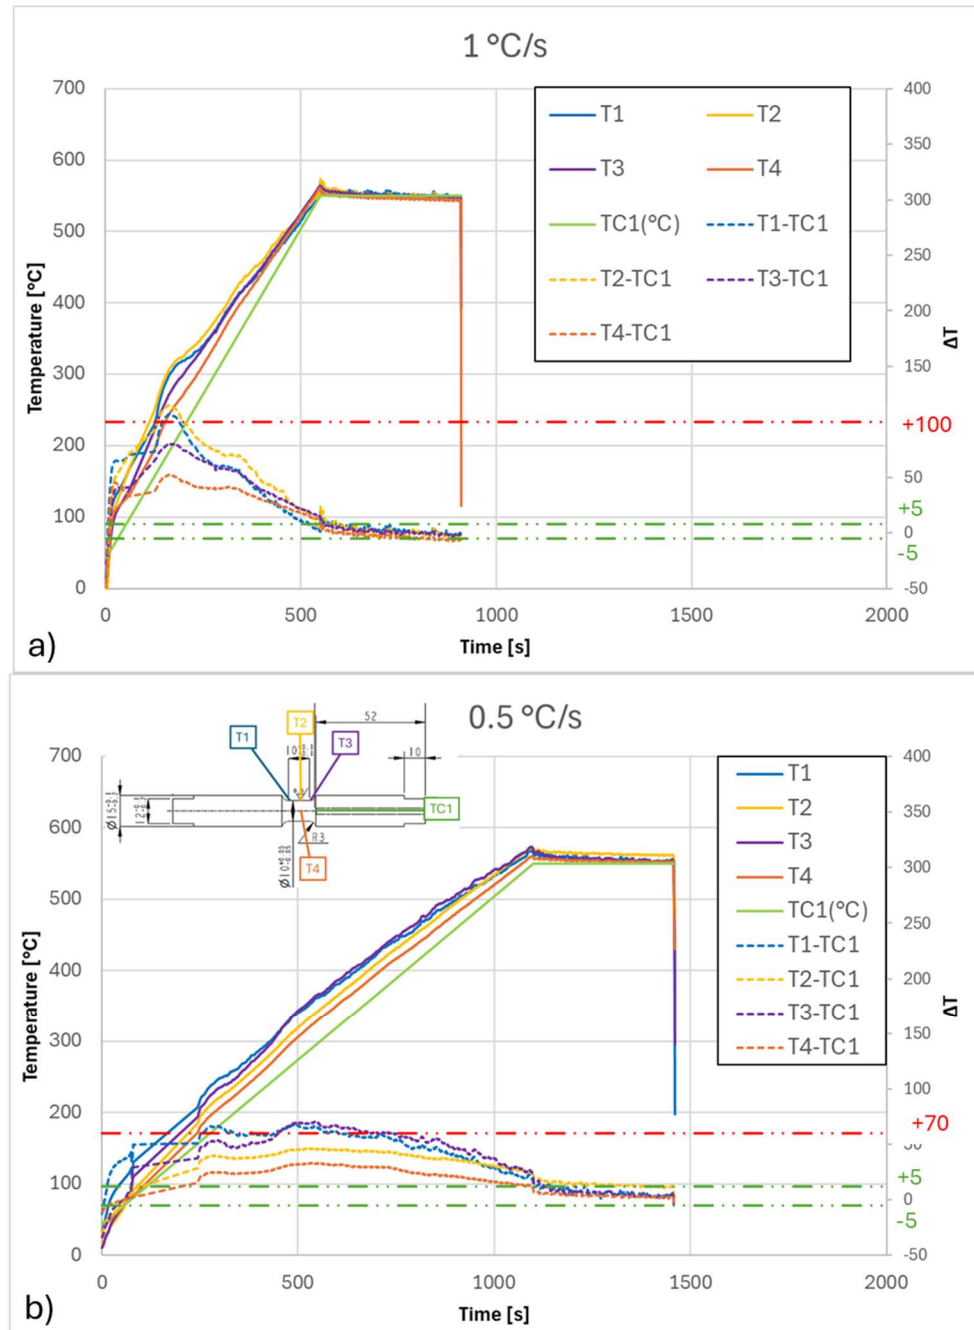 1 °C/s
700
600
500
400
300
200
100
0
Temperature [°C]
400
350
300
250
200
150
50
0
-50
ΔT
T1
T2
T3
T4
TC1(°C)
T1-TC1
T2-TC1
T3-TC1
T4-TC1
+100
+5
-5
0
500
1000
1500
2000
Time [s]
a)
0.5 °C/s
700
600
500
400
300
200
100
0
Temperature [°C]
52
T2
T1
T3
10
10
TC1
R3
T4
400
350
300
250
200
150
100
50
0
-50
ΔT
T1
T2
T3
T4
TC1(°C)
T1-TC1
T2-TC1
T3-TC1
T4-TC1
+70
+5
-5
0
500
1000
1500
2000
Time [s]
b)